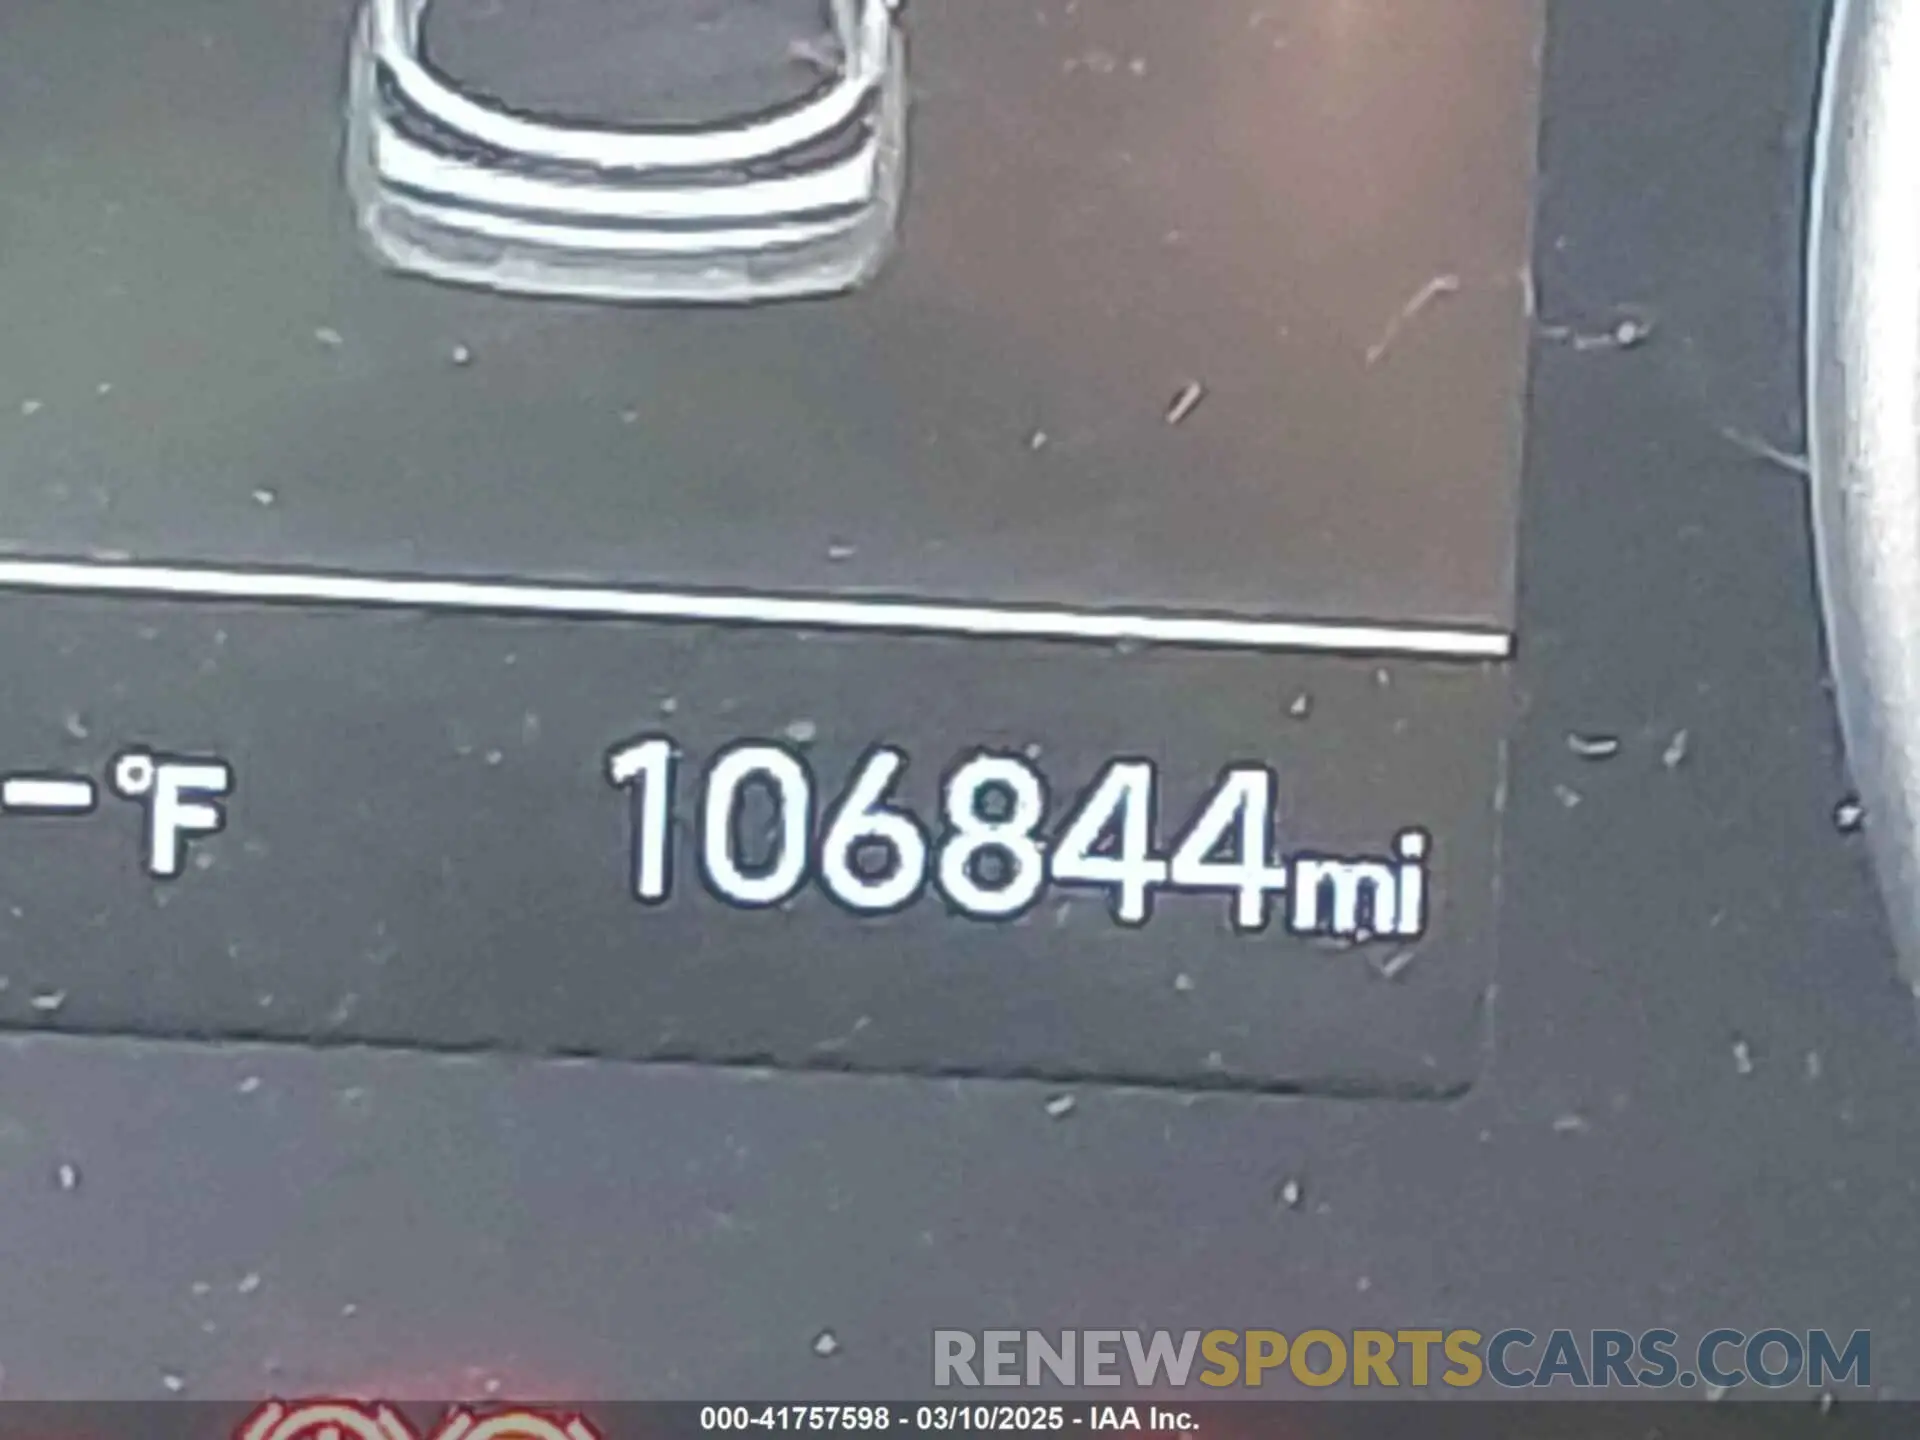 -°F 106844mi
RENEWSPORTSCARS.COM
000-41757598 - 03/10/2025 - IAA Inc.